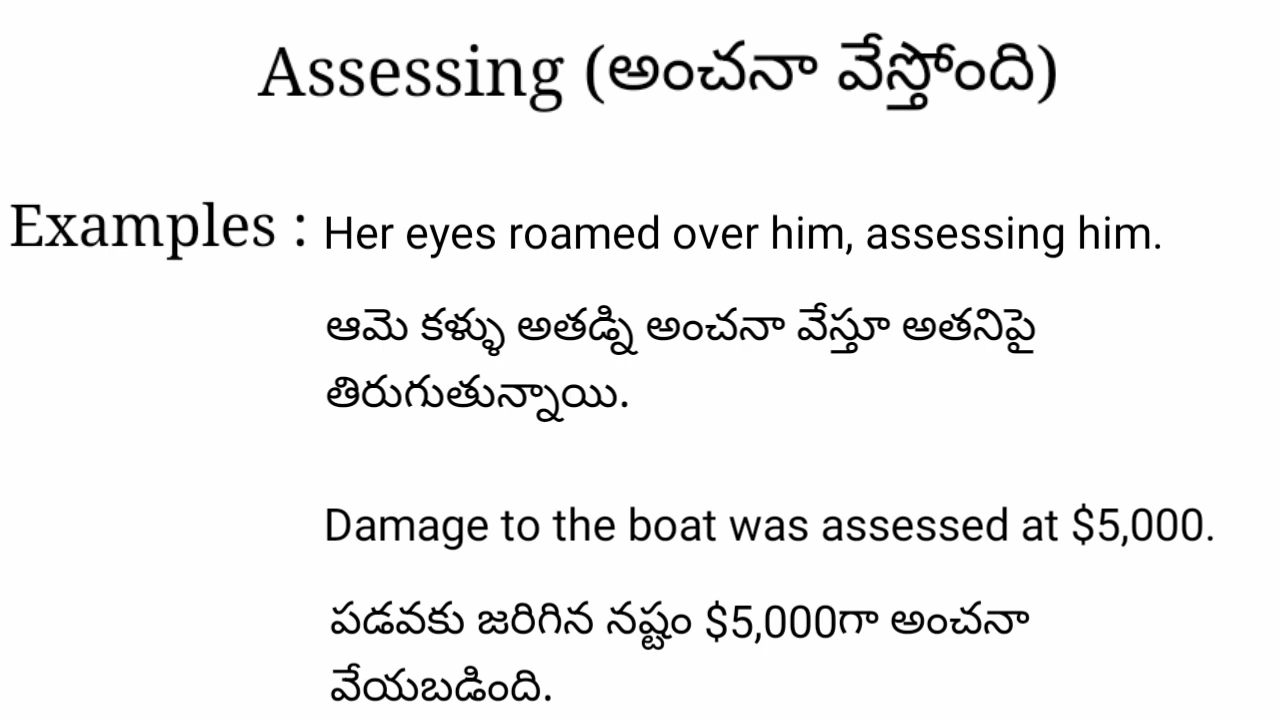 Assessing (అంచనా వేస్తోంది)
Examples : Her eyes roamed over him, assessing him.
ఆమె కళ్ళు అతడ్ని అంచనా వేస్తూ అతనిపై
తిరుగుతున్నాయి.
Damage to the boat was assessed at $5,000.
పడవకు జరిగిన నష్టం $5,000గా అంచనా
వేయబడింది.